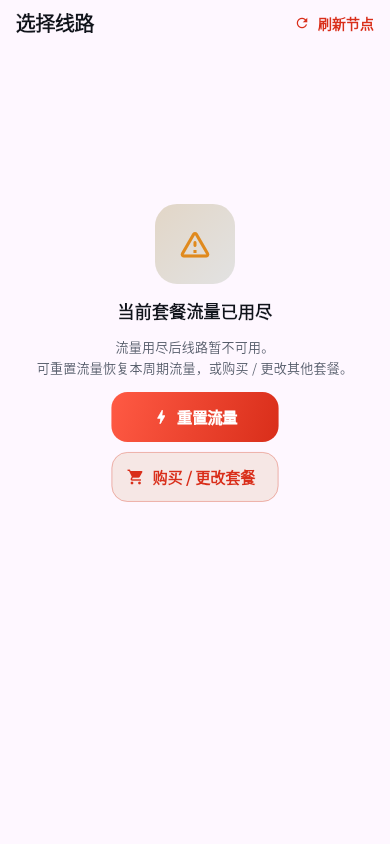 选择线路
刷新节点
当前套餐流量已用尽
流量用尽后线路暂不可用。
可重置流量恢复本周期流量，或购买 / 更改其他套餐。
重置流量
购买 / 更改套餐